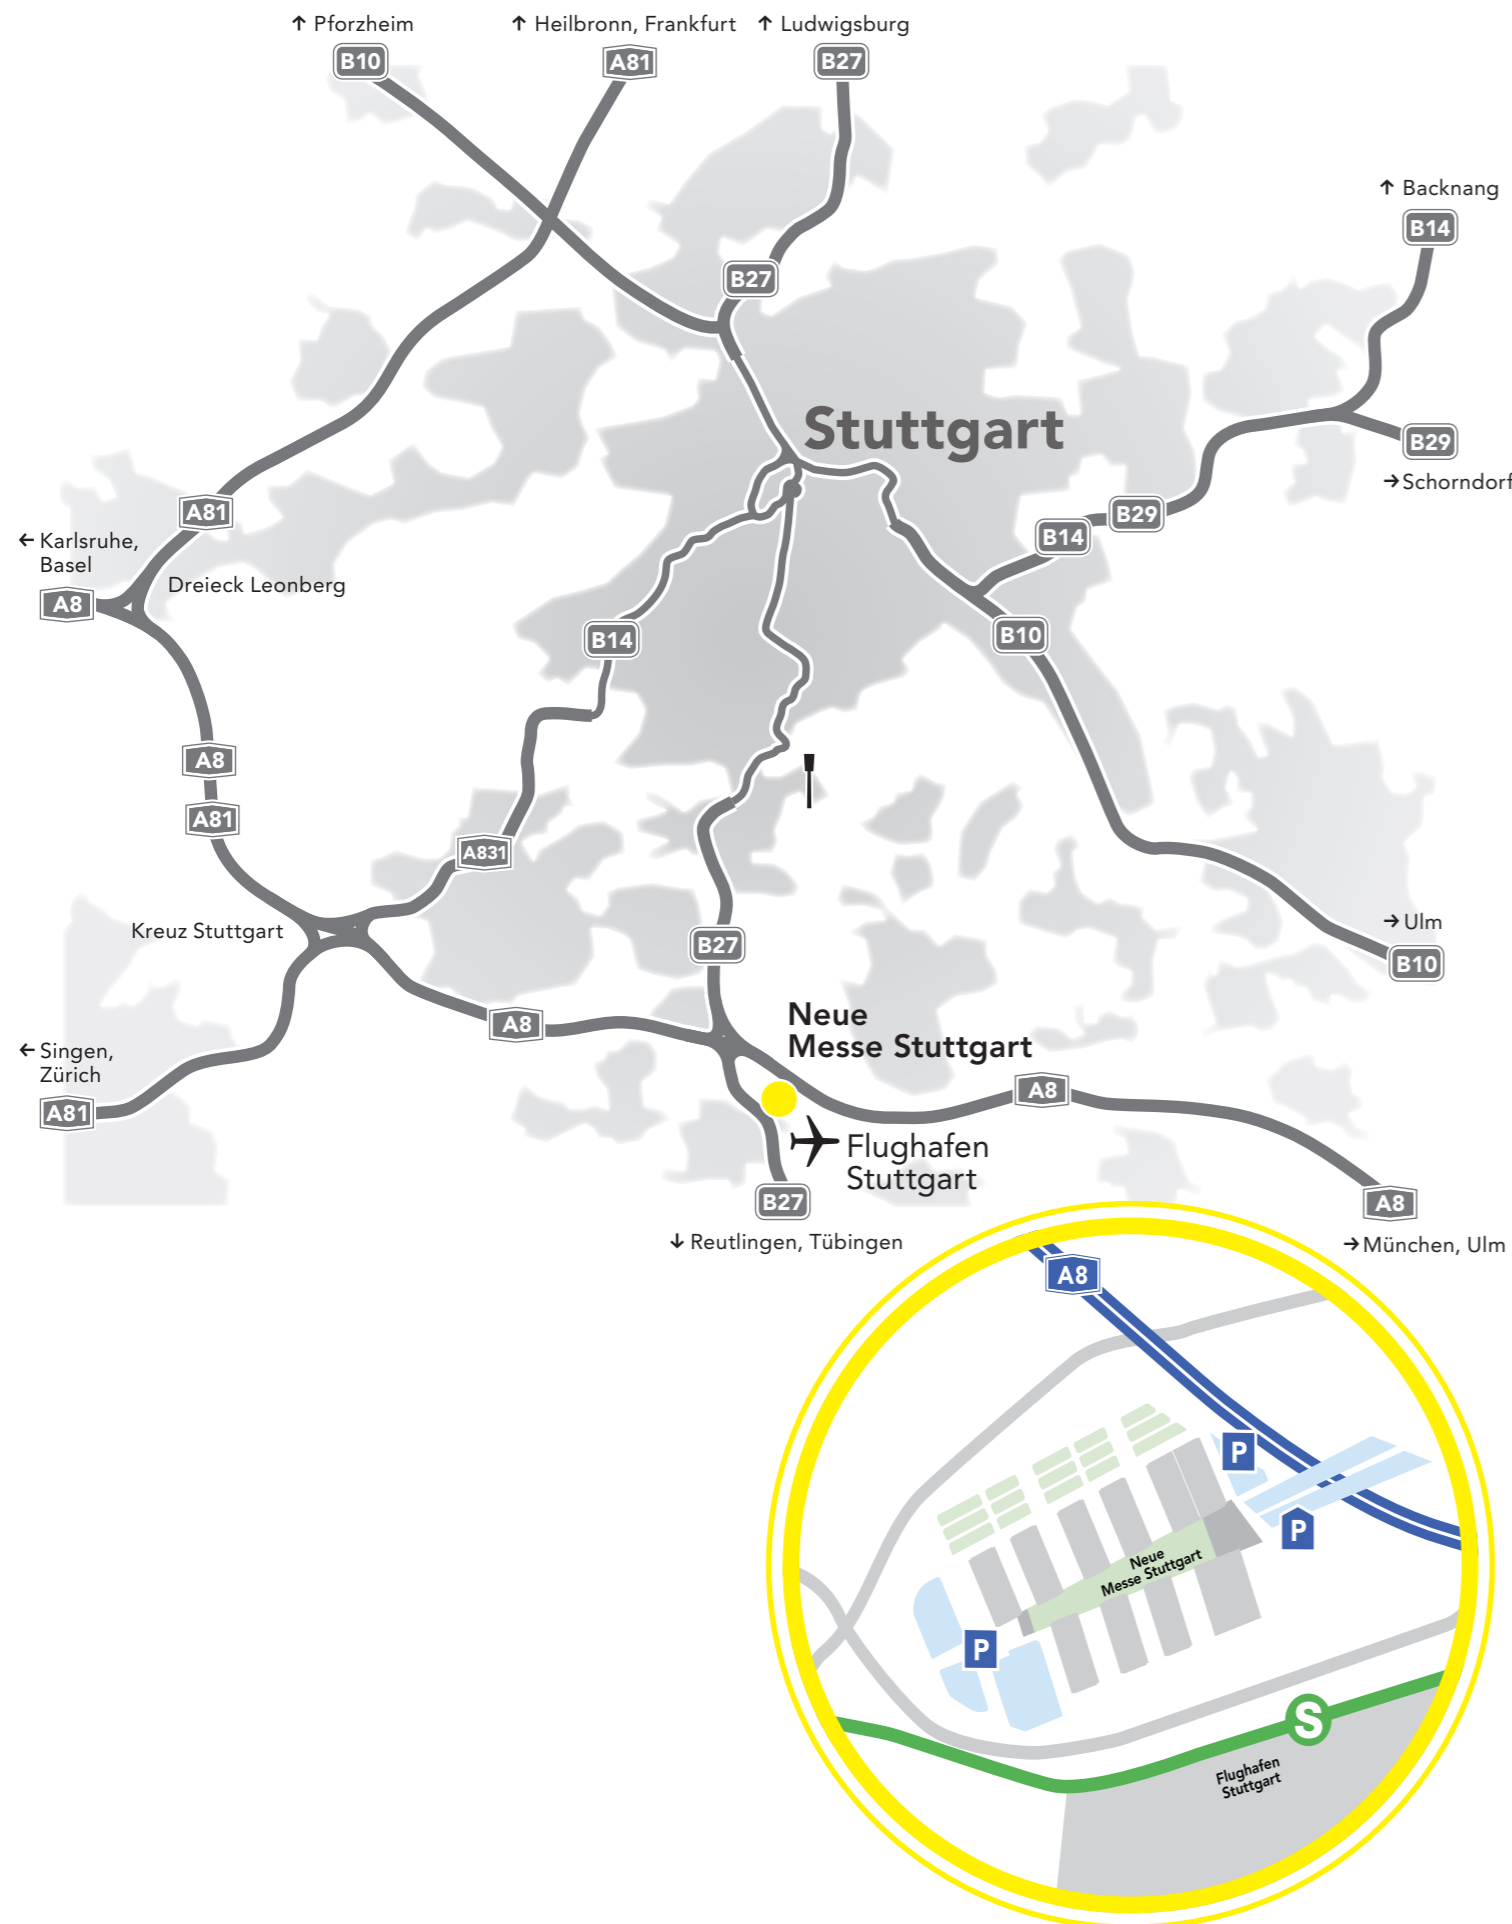 ↑ Pforzheim
↑ Heilbronn, Frankfurt
↑ Ludwigsburg
B10
A81
B27
↑ Backnang
B14
B27
Stuttgart
B29
→ Schorndorf
A81
B29
B14
← Karlsruhe,
Basel
Dreieck Leonberg
A8
B14
B10
A8
A81
A831
Kreuz Stuttgart
→ Ulm
B27
B10
Neue
Messe Stuttgart
A8
← Singen,
Zürich
A8
A81
Flughafen
Stuttgart
B27
A8
↓ Reutlingen, Tübingen
→ München, Ulm
A8
P
P
Neue
Messe Stuttgart
P
S
Flughafen
Stuttgart